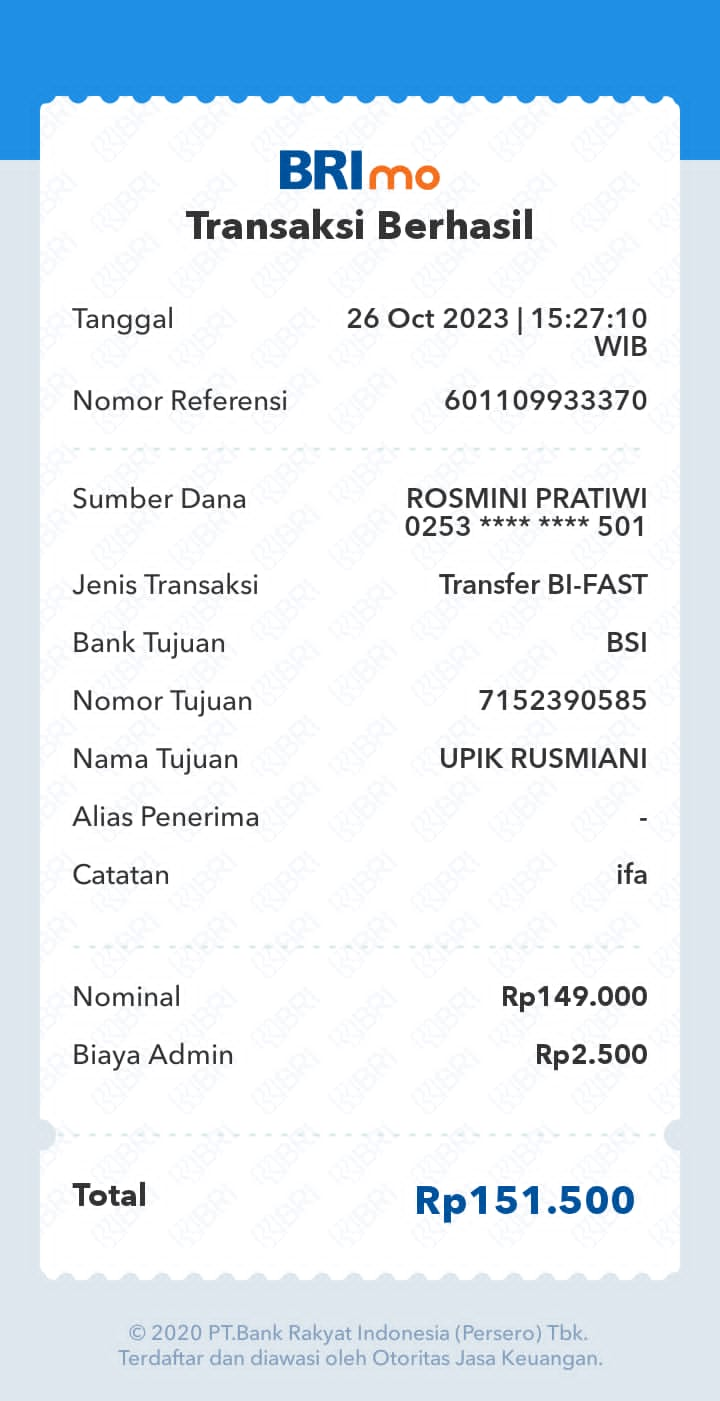 BRImo
Transaksi Berhasil
Tanggal 26 Oct 2023 | 15:27:10
WIB
Nomor Referensi 601109933370
Sumber Dana ROSMINI PRATIWI
0253 **** **** 501
Jenis Transaksi Transfer BI-FAST
Bank Tujuan BSI
Nomor Tujuan 7152390585
Nama Tujuan UPIK RUSMIANI
Alias Penerima -
Catatan ifa
Nominal Rp149.000
Biaya Admin Rp2.500
Total Rp151.500
© 2020 PT.Bank Rakyat Indonesia (Persero) Tbk.
Terdaftar dan diawasi oleh Otoritas Jasa Keuangan.